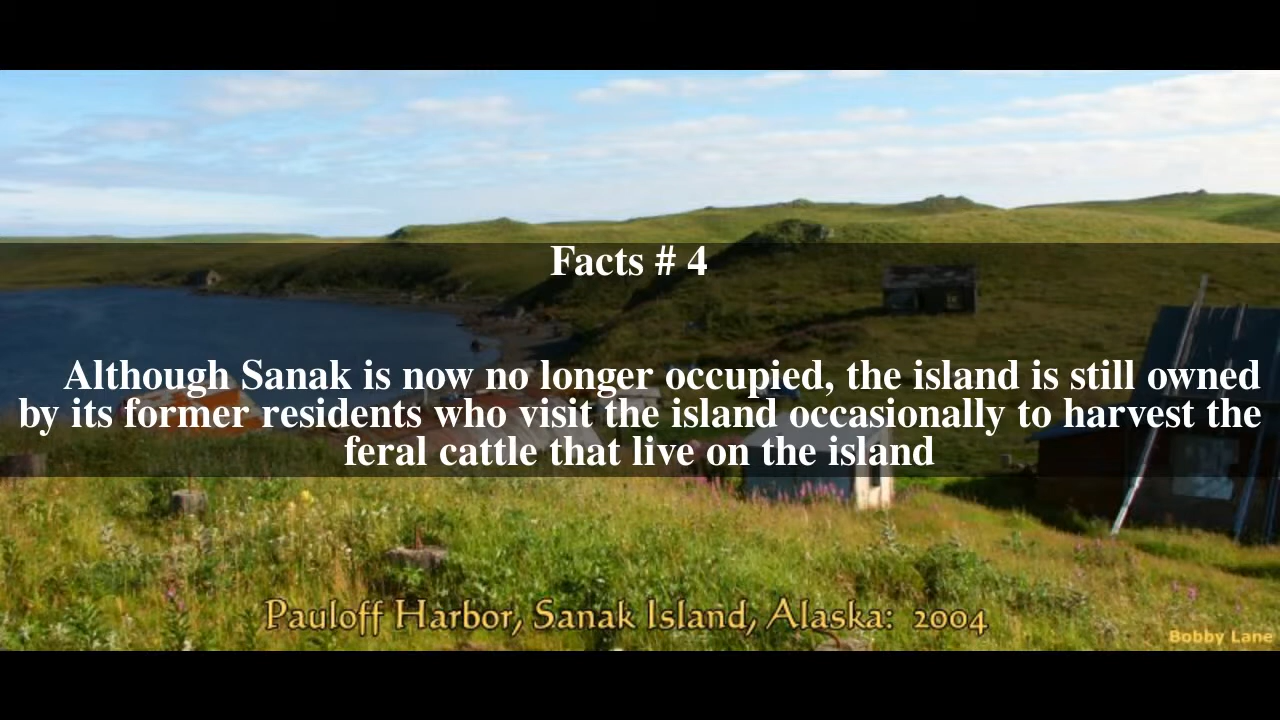 Facts # 4
Although Sanak is now no longer occupied, the island is still owned
by its former residents who visit the island occasionally to harvest the
feral cattle that live on the island
Pauloff Harbor, Sanak Island, Alaska: 2004
Bobby Lane